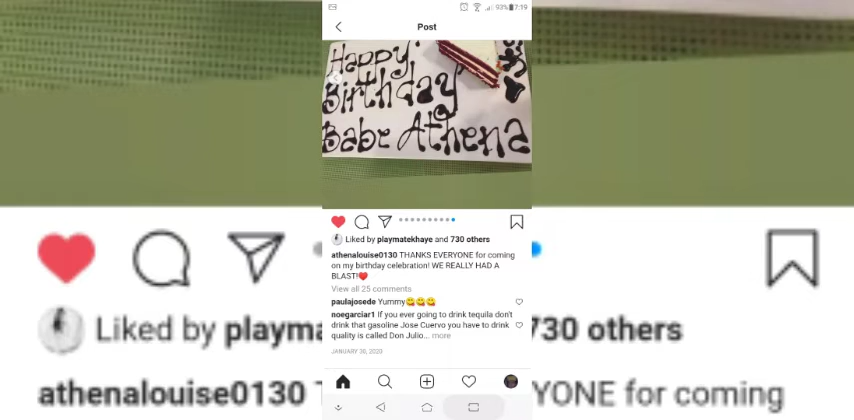 93% 7:19
Post
Happy
Birthday
Babe Athena
Liked by playmatekhaye and 730 others
athenalouise0130 THANKS EVERYONE for coming
on my birthday celebration! WE REALLY HAD A
BLAST!❤️
View all 25 comments
paulajosede Yummy😋😋😋
noegarciar1 If you ever going to drink tequila don't
drink that gasoline Jose Cuervo you have to drink
quality is called Don Julio... more
JANUARY 30, 2020
Liked by playma
730 others
athenalouise0130
YONE for coming